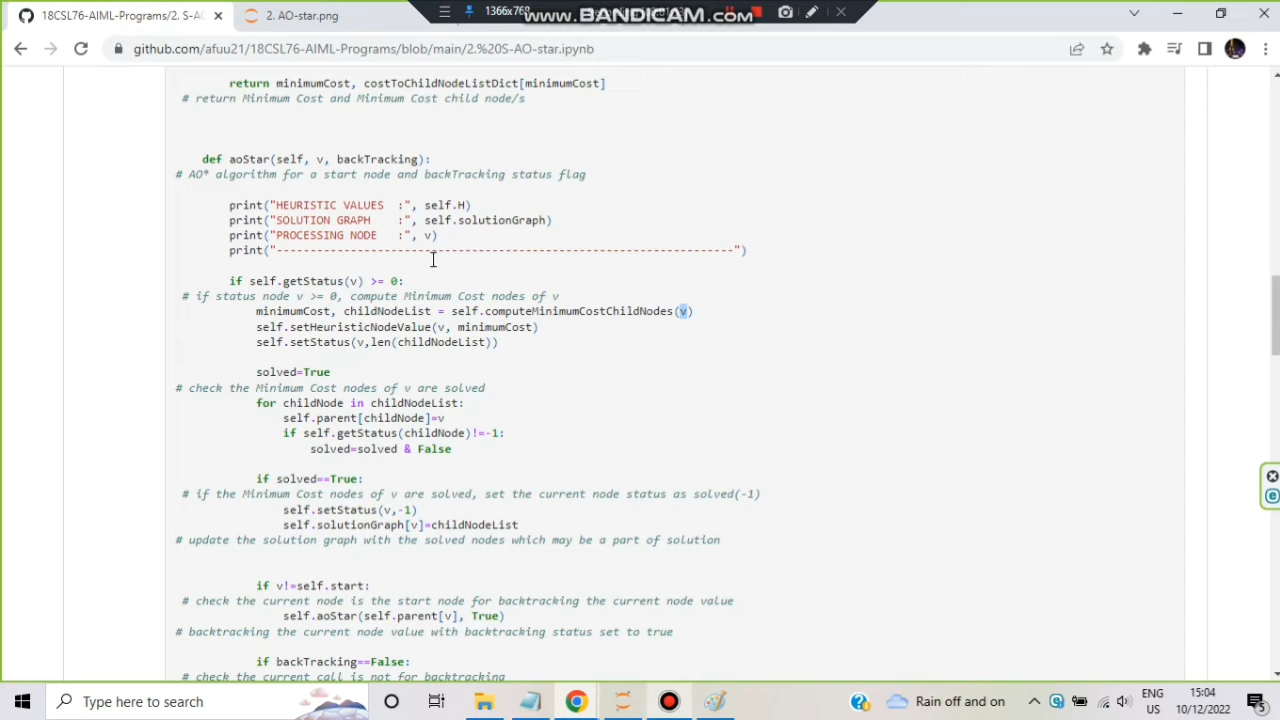 18CSL76-AIML-Programs/2. S-AO
2. AO-star.png
1366x768
www.BANDICAM.com
github.com/afuu21/18CSL76-AIML-Programs/blob/main/2.%20S-AO-star.ipynb
return minimumCost, costToChildNodeListDict[minimumCost]
# return Minimum Cost and Minimum Cost child node/s
def aoStar(self, v, backTracking):
# AO* algorithm for a start node and backTracking status flag
print("HEURISTIC VALUES  :", self.H)
print("SOLUTION GRAPH    :", self.solutionGraph)
print("PROCESSING NODE   :", v)
print("-----------------------------------------------------------------------------------------")
if self.getStatus(v) >= 0:
# if status node v >= 0, compute Minimum Cost nodes of v
minimumCost, childNodeList = self.computeMinimumCostChildNodes(v)
self.setHeuristicNodeValue(v, minimumCost)
self.setStatus(v,len(childNodeList))
solved=True
# check the Minimum Cost nodes of v are solved
for childNode in childNodeList:
self.parent[childNode]=v
if self.getStatus(childNode)!=-1:
solved=solved & False
if solved==True:
# if the Minimum Cost nodes of v are solved, set the current node status as solved(-1)
self.setStatus(v,-1)
self.solutionGraph[v]=childNodeList
# update the solution graph with the solved nodes which may be a part of solution
if v!=self.start:
# check the current node is the start node for backtracking the current node value
self.aoStar(self.parent[v], True)
# backtracking the current node value with backtracking status set to true
if backTracking==False:
# check the current call is not for backtracking
Type here to search
Rain off and on
ENG
US
15:04
10/12/2022
5